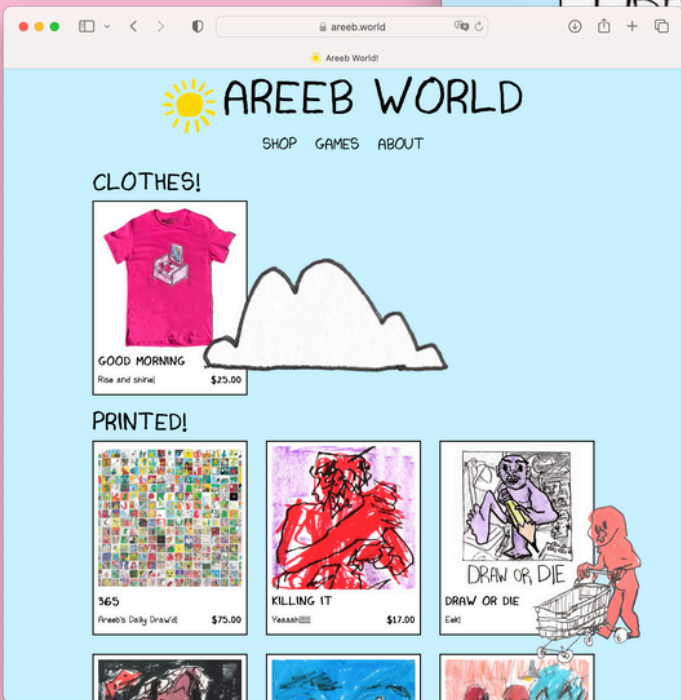 areeb.world
Areeb World!
AREEB WORLD
SHOP GAMES ABOUT
CLOTHES!
GOOD MORNING
Rise and shine! $25.00
PRINTED!
DRAW OR DIE
365 KILLING IT DRAW OR DIE
Areeb's Daily Draw'd! $75.00 Yeaaah!!!!! $17.00 Eek!